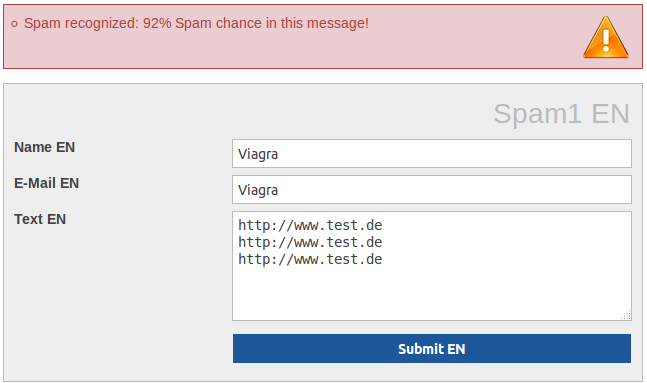 Spam recognized: 92% Spam chance in this message!
Spam1 EN
Name EN
Viagra
E-Mail EN
Viagra
Text EN
http://www.test.de
http://www.test.de
http://www.test.de
Submit EN